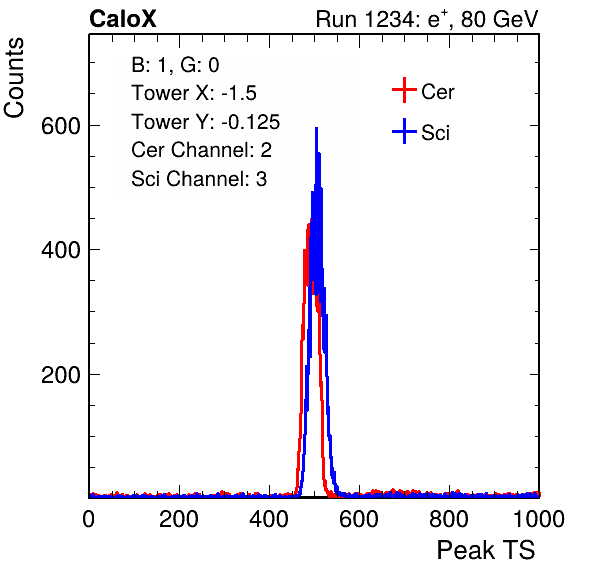 CaloX Run 1234: e⁺, 80 GeV
Counts
B: 1, G: 0
Tower X: -1.5
Tower Y: -0.125
Cer Channel: 2
Sci Channel: 3
Cer
Sci
600
400
200
0 200 400 600 800 1000
Peak TS